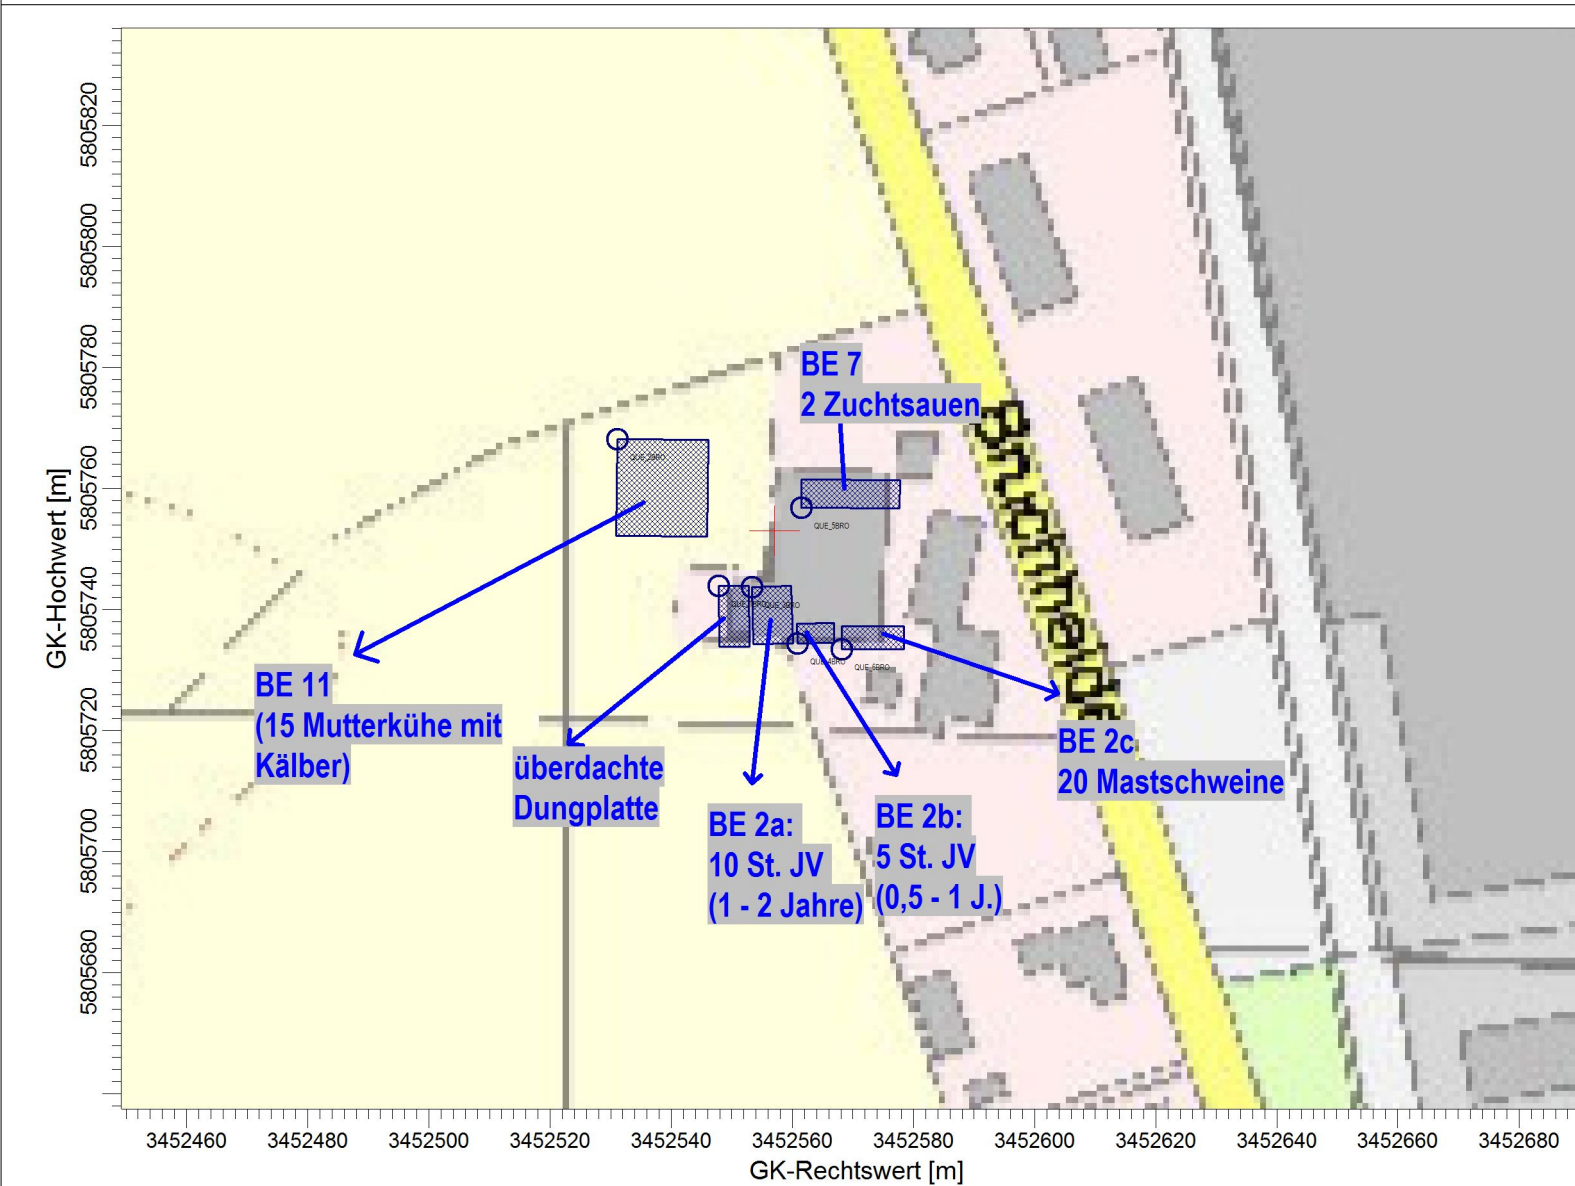 5805820
5805800
5805780
5805760
5805740
5805720
5805700
5805680
GK-Hochwert [m]
BE 7
2 Zuchtsauen
Bruchheide
QUE_5BRO
BE 11
(15 Mutterkühe mit
Kälber)
überdachte
Dungplatte
BE 2a:
10 St. JV
(1 - 2 Jahre)
BE 2b:
5 St. JV
(0,5 - 1 J.)
BE 2c
20 Mastschweine
3452460 3452480 3452500 3452520 3452540 3452560 3452580 3452600 3452620 3452640 3452660 3452680
GK-Rechtswert [m]